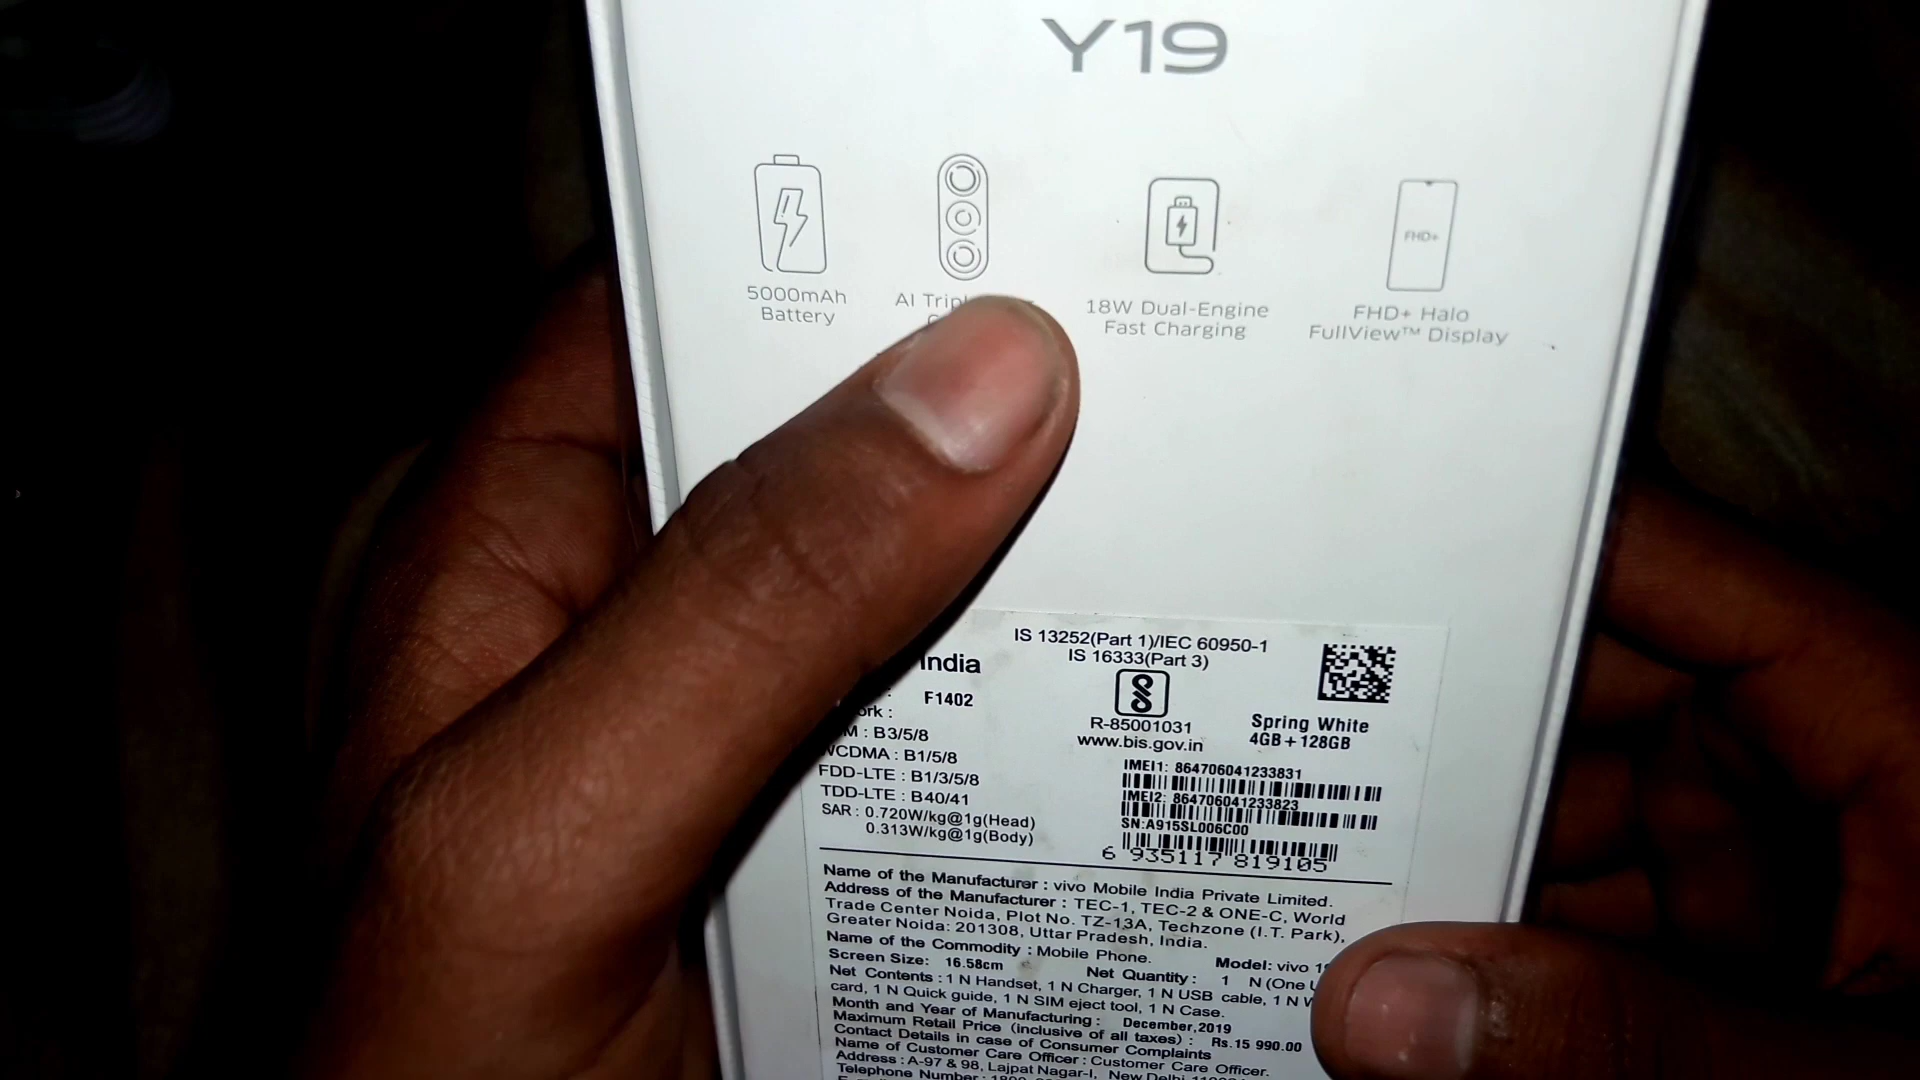 Y19
5000mAh
Battery
AI
18W Dual-Engine
Fast Charging
FHD+
FHD+ Halo
FullView™ Display
IS 13252(Part 1)/IEC 60950-1
IS 16333(Part 3)
India
F1402
R-85001031
www.bis.gov.in
Spring White
4GB+128GB
: B3/5/8
WCDMA : B1/5/8
FDD-LTE : B1/3/5/8
TDD-LTE : B40/41
SAR : 0.720W/kg@1g(Head)
0.313W/kg@1g(Body)
IMEI1: 864706041233831
IMEI2: 864706041233823
SN:A915SL006C00
6 935117 819105
Name of the Manufacturer : vivo Mobile India Private Limited.
Address of the Manufacturer : TEC-1, TEC-2 & ONE-C, World
Trade Center Noida, Plot No. TZ-13A, Techzone (I.T. Park),
Greater Noida: 201308, Uttar Pradesh, India.
Name of the Commodity : Mobile Phone. Model: vivo
Screen Size: 16.58cm Net Quantity : 1 N (One
Net Contents : 1 N Handset, 1 N Charger, 1 N USB cable, 1 N
card, 1 N Quick guide, 1 N SIM eject tool, 1 N Case.
Month and Year of Manufacturing : December,2019
Maximum Retail Price (inclusive of all taxes) : Rs.15 990.00
Contact Details in case of Consumer Complaints
Name of Customer Care Officer : Customer Care Officer.
Address : A-97 & 98, Lajpat Nagar-I, New Delhi
Telephone Number :